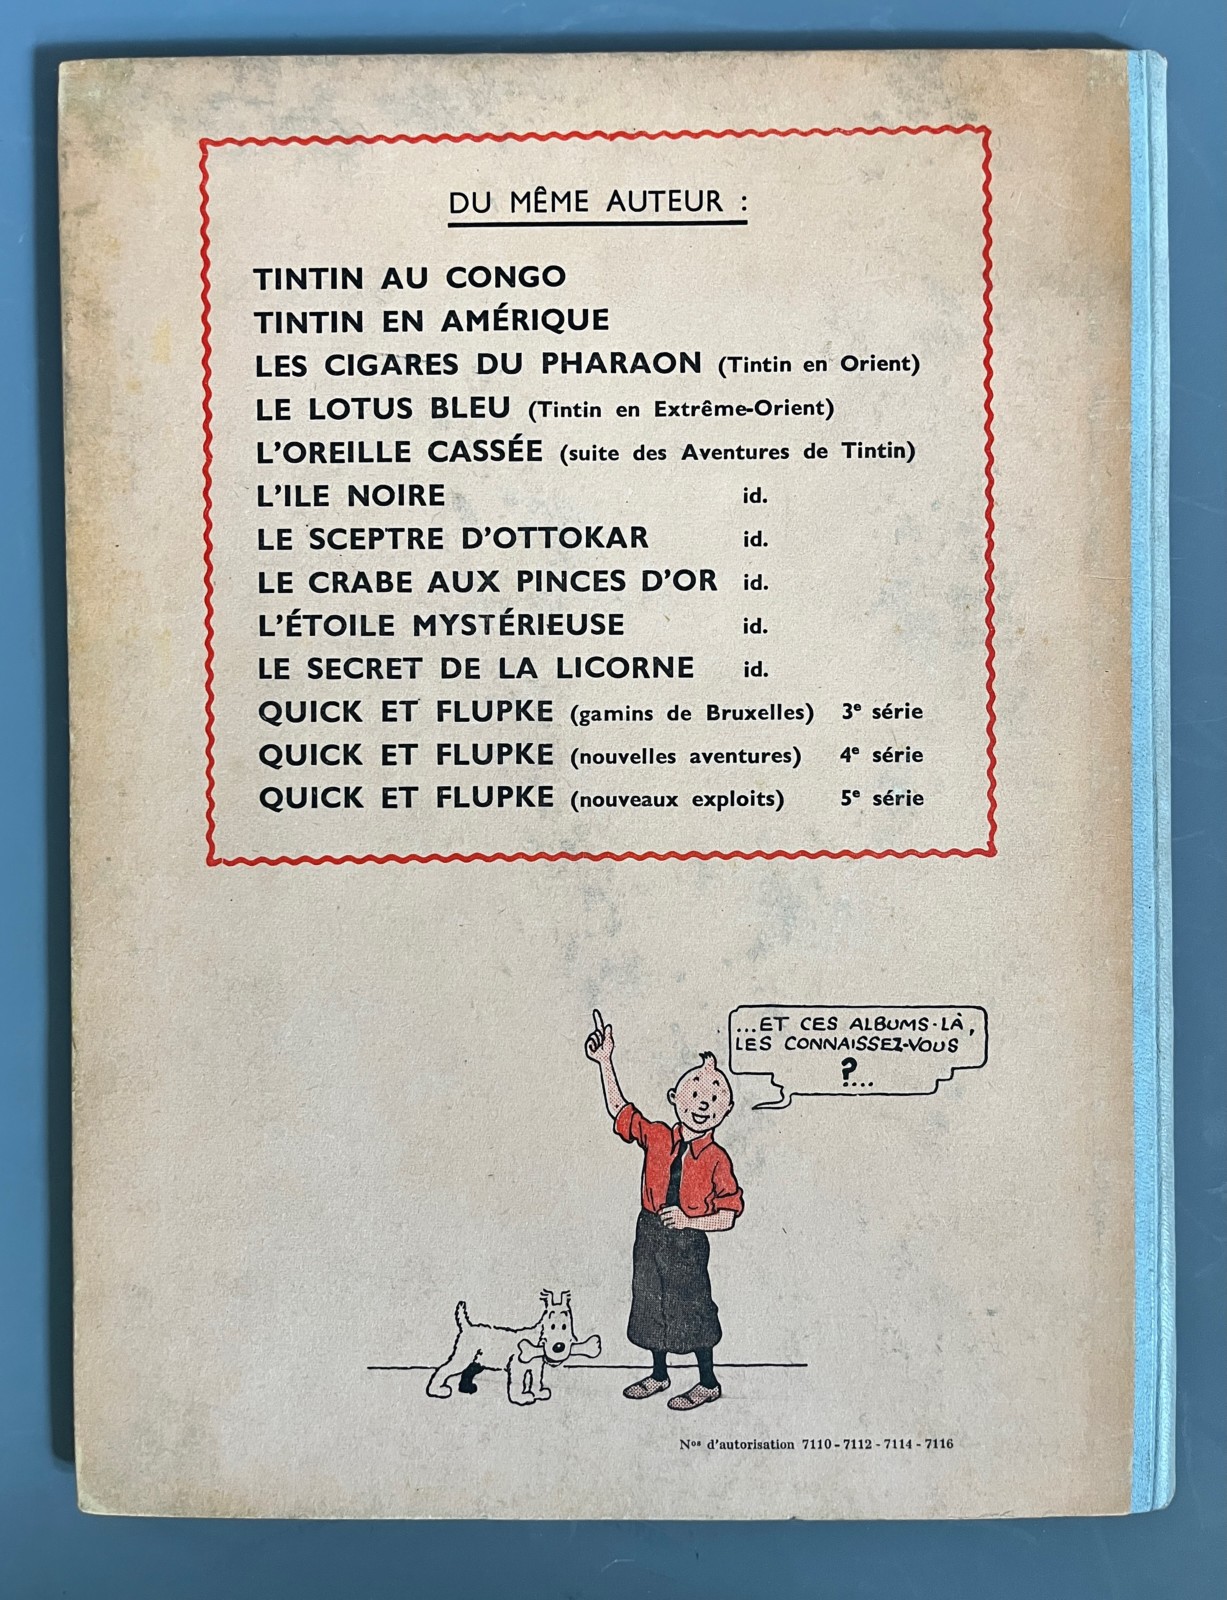 DU MÊME AUTEUR :
TINTIN AU CONGO
TINTIN EN AMÉRIQUE
LES CIGARES DU PHARAON (Tintin en Orient)
LE LOTUS BLEU (Tintin en Extrême-Orient)
L'OREILLE CASSÉE (suite des Aventures de Tintin)
L'ILE NOIRE id.
LE SCEPTRE D'OTTOKAR id.
LE CRABE AUX PINCES D'OR id.
L'ÉTOILE MYSTÉRIEUSE id.
LE SECRET DE LA LICORNE id.
QUICK ET FLUPKE (gamins de Bruxelles) 3e série
QUICK ET FLUPKE (nouvelles aventures) 4e série
QUICK ET FLUPKE (nouveaux exploits) 5e série
...ET CES ALBUMS-LÀ,
LES CONNAISSEZ-VOUS
?...
Nos d'autorisation 7110 - 7112 - 7114 - 7116